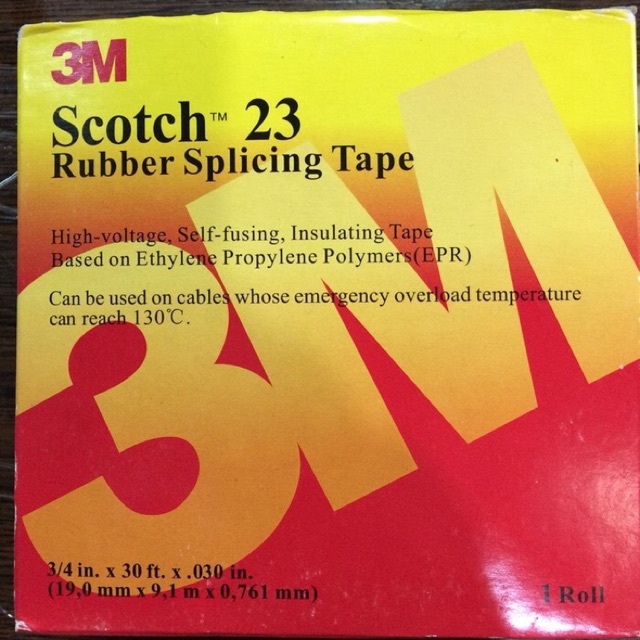 3M
Scotch™ 23
Rubber Splicing Tape
High-voltage, Self-fusing, Insulating Tape
Based on Ethylene Propylene Polymers(EPR)
Can be used on cables whose emergency overload temperature
can reach 130℃.
3M
3/4 in. x 30 ft. x .030 in.
(19,0 mm x 9,1 m x 0,761 mm)
1 Roll